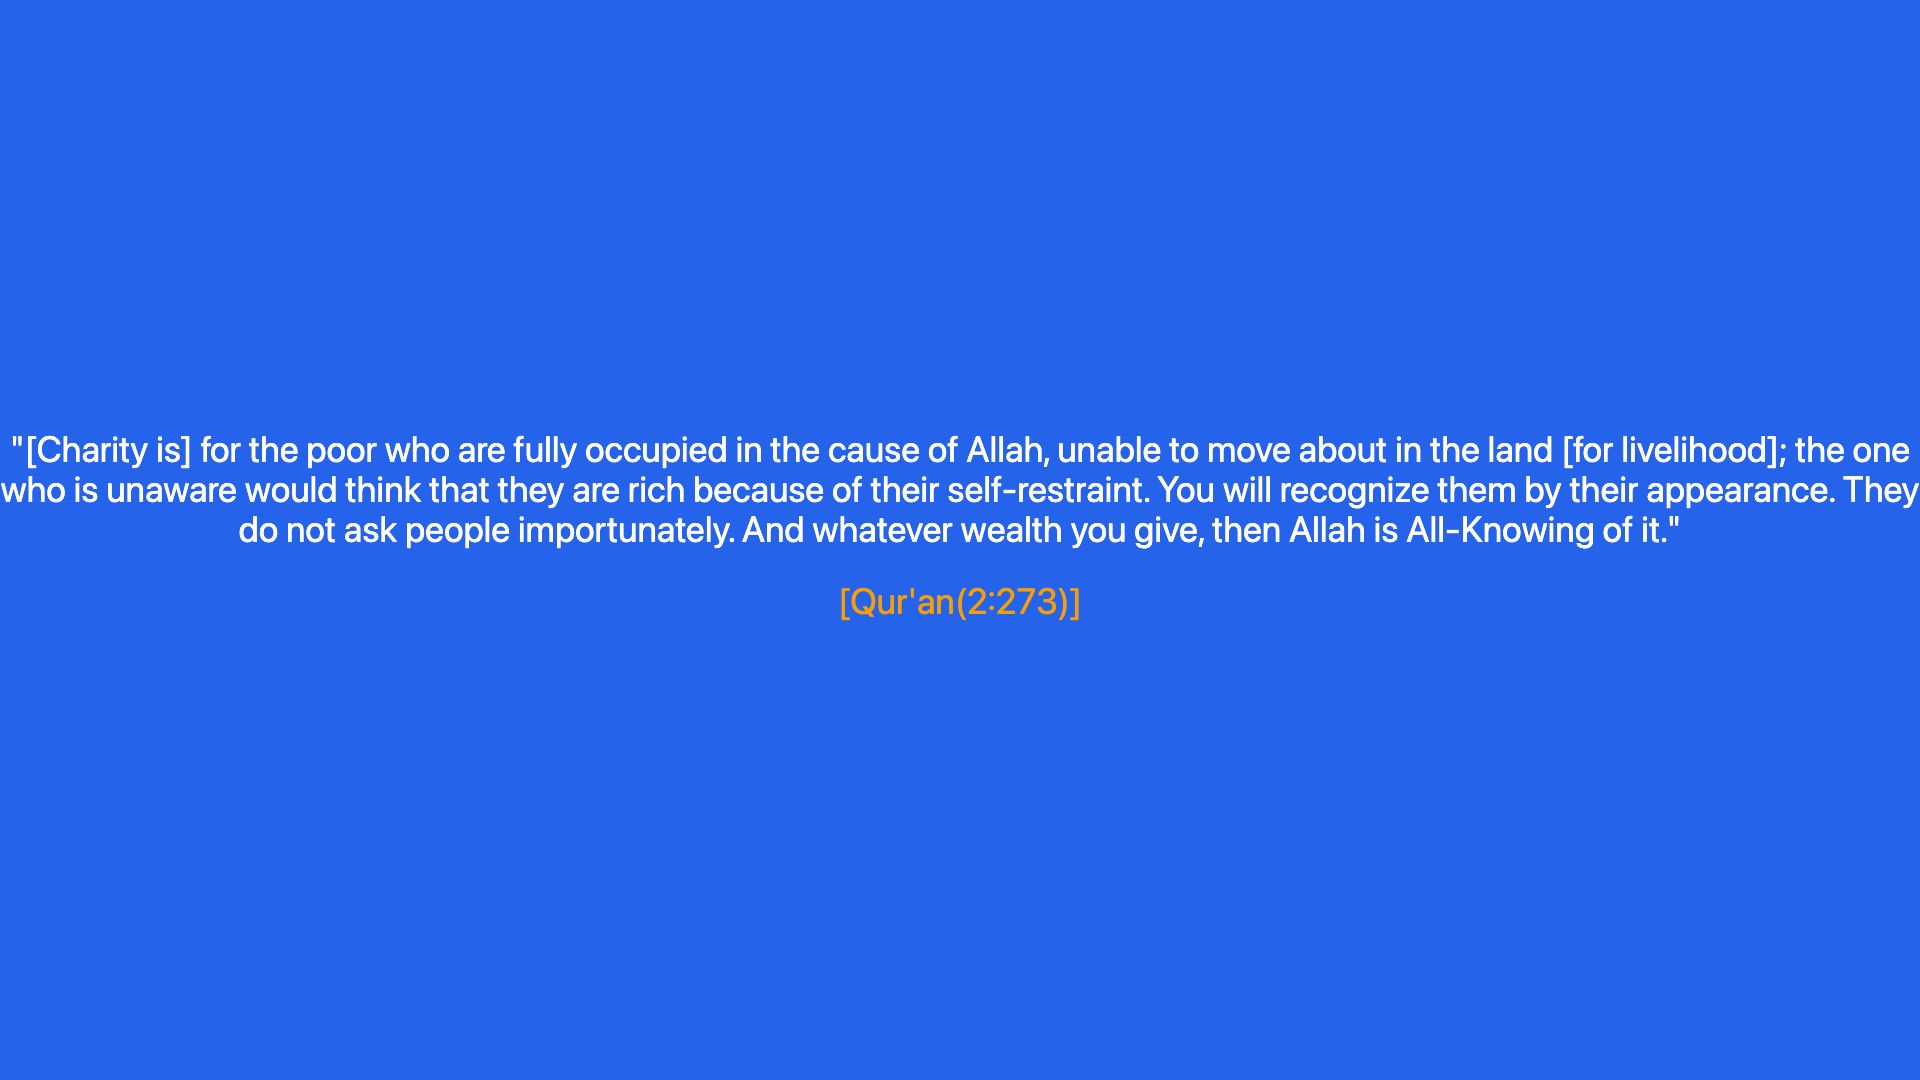 "[Charity is] for the poor who are fully occupied in the cause of Allah, unable to move about in the land [for livelihood]; the one
who is unaware would think that they are rich because of their self-restraint. You will recognize them by their appearance. They
do not ask people importunately. And whatever wealth you give, then Allah is All-Knowing of it."
[Qur'an(2:273)]